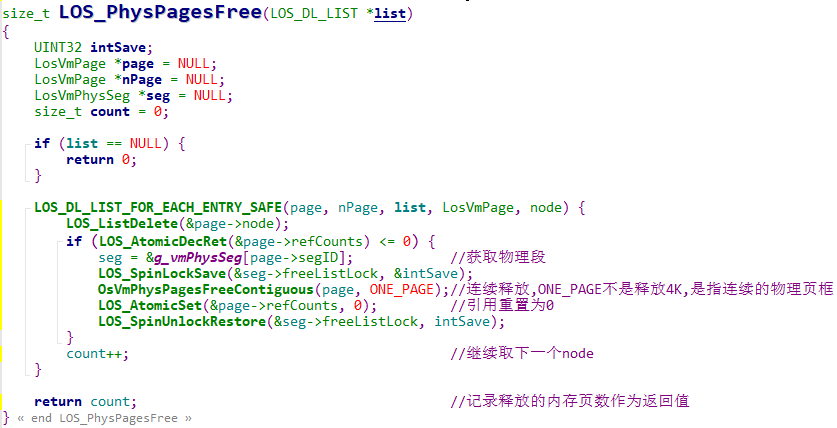 size_t LOS_PhysPagesFree(LOS_DL_LIST *list)
{
    UINT32 intSave;
    LosVmPage *page = NULL;
    LosVmPage *nPage = NULL;
    LosVmPhysSeg *seg = NULL;
    size_t count = 0;

    if (list == NULL) {
        return 0;
    }

    LOS_DL_LIST_FOR_EACH_ENTRY_SAFE(page, nPage, list, LosVmPage, node) {
        LOS_ListDelete(&page->node);
        if (LOS_AtomicDecRet(&page->refCounts) <= 0) {
            seg = &g_vmPhysSeg[page->segID];            //获取物理段
            LOS_SpinLockSave(&seg->freeListLock, &intSave);
            OsVmPhysPagesFreeContiguous(page, ONE_PAGE);//连续释放,ONE_PAGE不是释放4K,是指连续的物理页框
            LOS_AtomicSet(&page->refCounts, 0);         //引用重置为0
            LOS_SpinUnlockRestore(&seg->freeListLock, intSave);
        }
        count++;                                        //继续取下一个node
    }

    return count;                                       //记录释放的内存页数作为返回值
} « end LOS_PhysPagesFree »